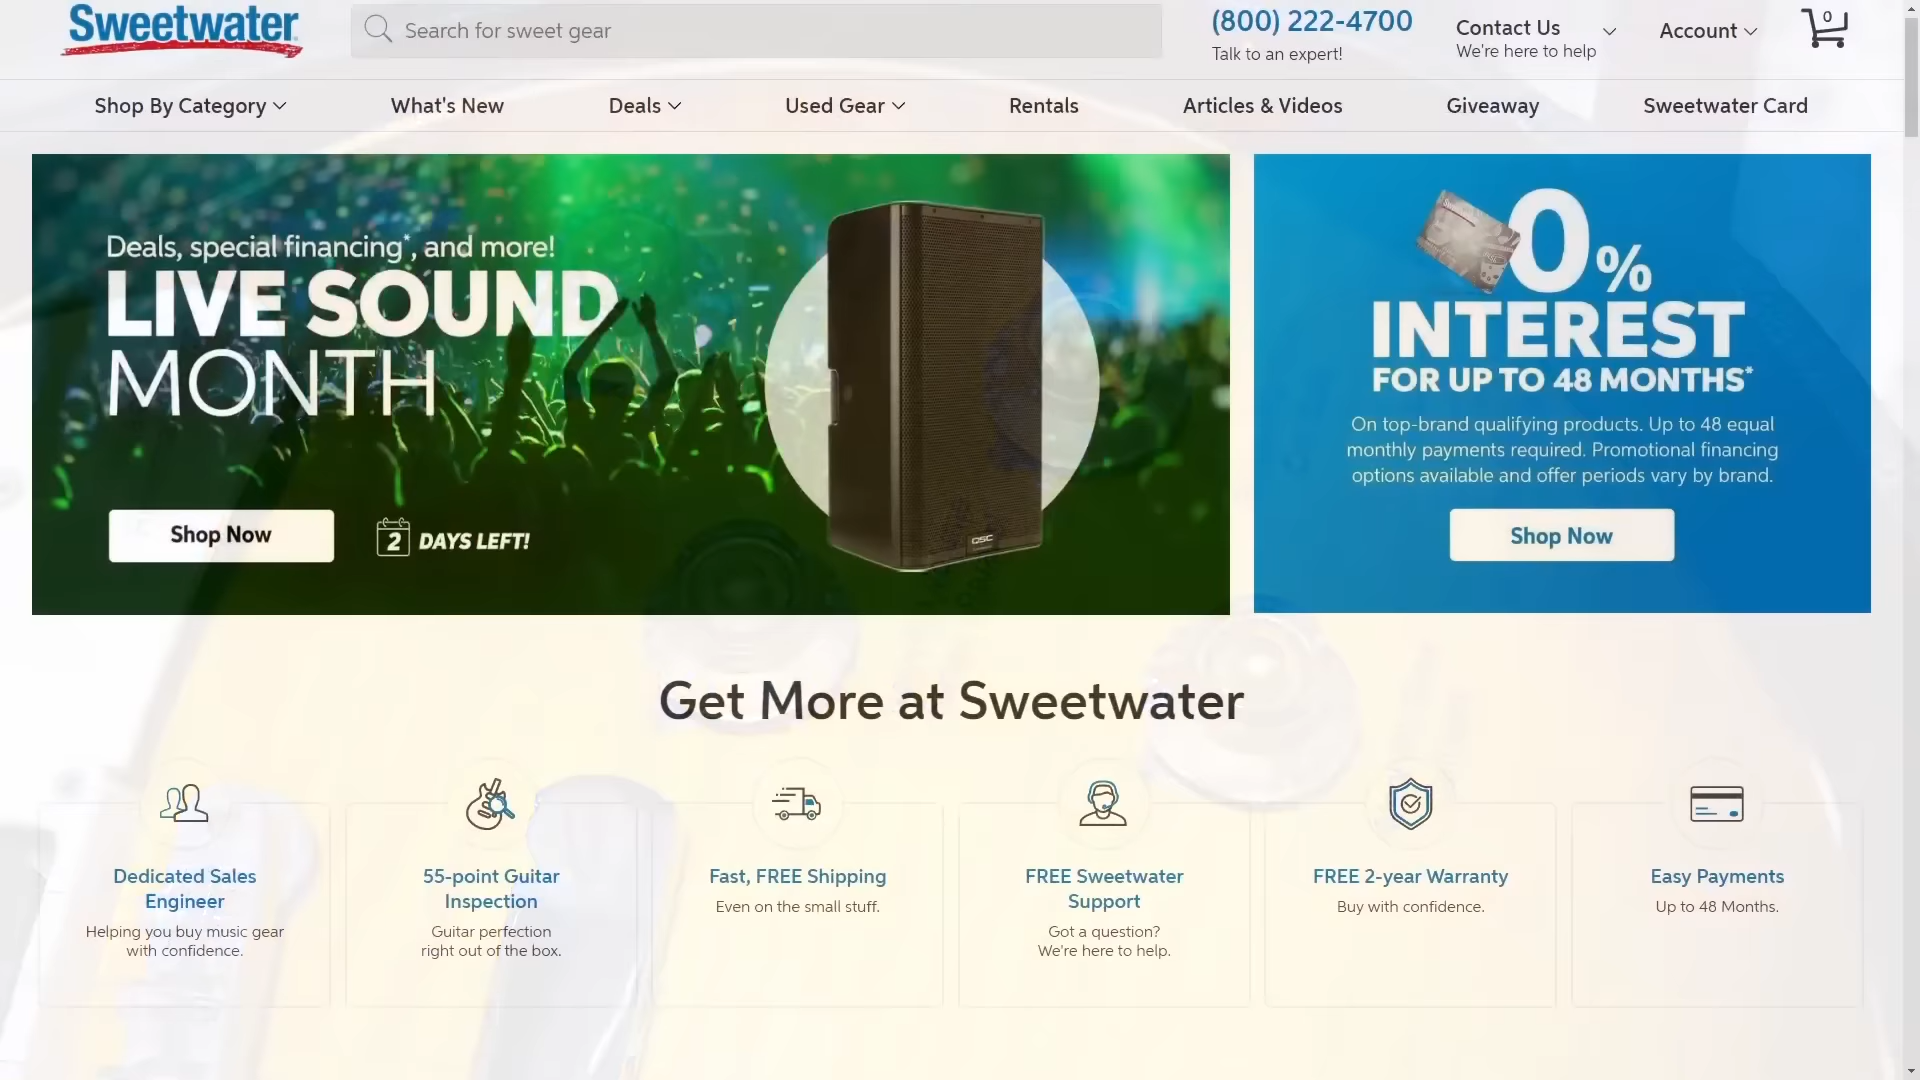 Sweetwater
Search for sweet gear
(800) 222-4700
Talk to an expert!
Contact Us
We're here to help
Account
0
Shop By Category
What's New
Deals
Used Gear
Rentals
Articles & Videos
Giveaway
Sweetwater Card
Deals, special financing*, and more!
LIVE SOUND
MONTH
Shop Now
2 DAYS LEFT!
QSC
0%
INTEREST
FOR UP TO 48 MONTHS*
On top-brand qualifying products. Up to 48 equal
monthly payments required. Promotional financing
options available and offer periods vary by brand.
Shop Now
Get More at Sweetwater
Dedicated Sales
Engineer
Helping you buy music gear
with confidence.
55-point Guitar
Inspection
Guitar perfection
right out of the box.
Fast, FREE Shipping
Even on the small stuff.
FREE Sweetwater
Support
Got a question?
We're here to help.
FREE 2-year Warranty
Buy with confidence.
Easy Payments
Up to 48 Months.